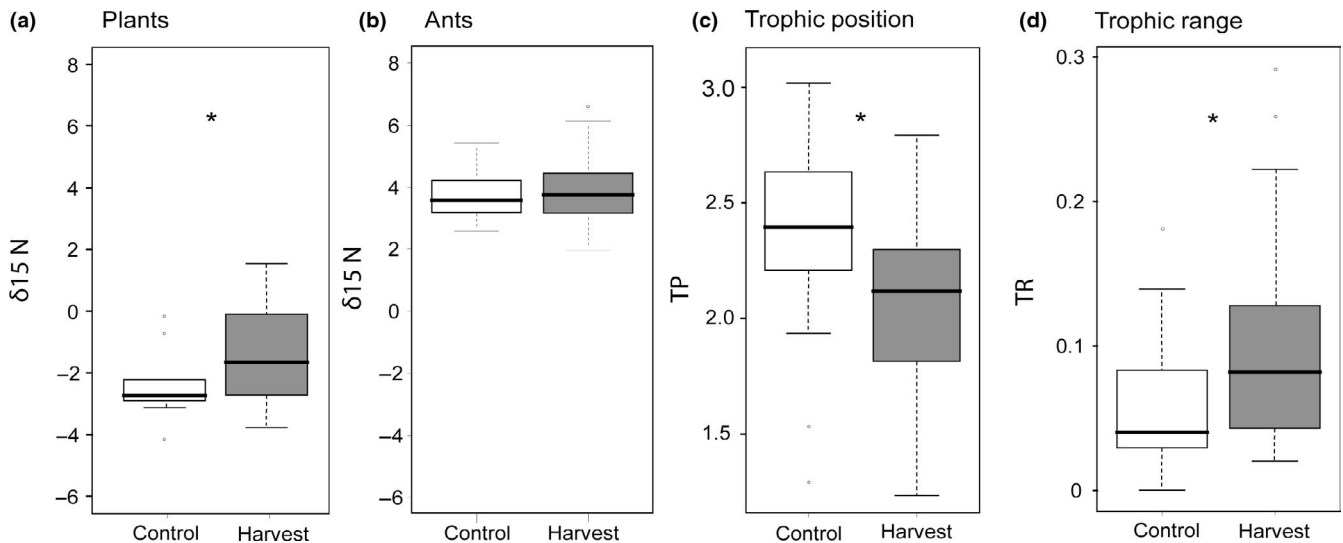 (a) Plants
8
6
4
2
0
–2
–4
–6
δ15 N
*
Control Harvest
(b) Ants
8
6
4
2
0
–2
–4
–6
δ15 N
Control Harvest
(c) Trophic position
3.0
2.5
2.0
1.5
TP
*
Control Harvest
(d) Trophic range
0.3
0.2
0.1
0
TR
*
Control Harvest